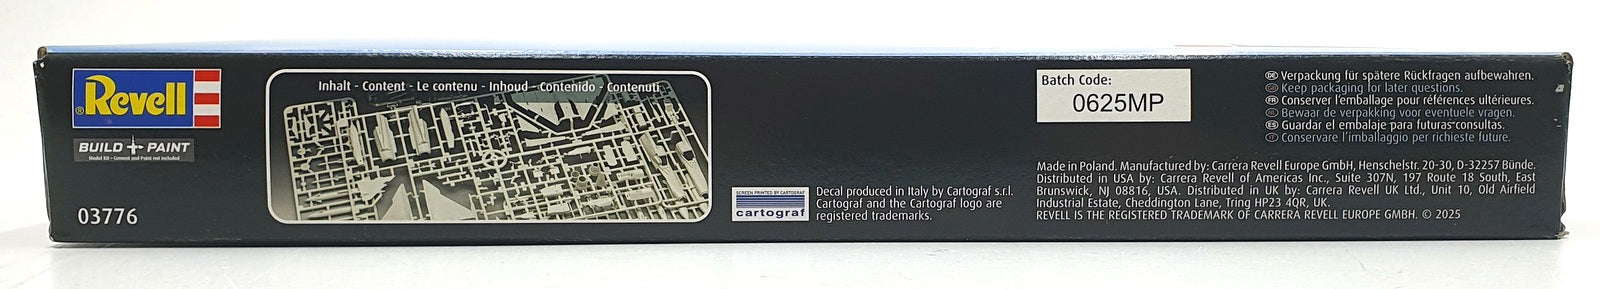 Revell
®
BUILD + PAINT
Model Kit - Cement and Paint not included
03776
Inhalt - Content - Le contenu - Inhoud - Contenido - Contenuti
SCREEN PRINTED BY CARTOGRAF
cartograf
Decal produced in Italy by Cartograf s.r.l.
Cartograf and the Cartograf logo are
registered trademarks.
Batch Code:
0625MP
DE Verpackung für spätere Rückfragen aufbewahren.
GB Keep packaging for later questions.
FR Conserver l'emballage pour références ultérieures.
NL Bewaar de verpakking voor eventuele vragen.
ES Guardar el embalaje para futuras consultas.
IT Conservare l'imballaggio per richieste future.
Made in Poland. Manufactured by: Carrera Revell Europe GmbH, Henschelstr. 20-30, D-32257 Bünde.
Distributed in USA by: Carrera Revell of Americas Inc., Suite 307N, 197 Route 18 South, East
Brunswick, NJ 08816, USA. Distributed in UK by: Carrera Revell UK Ltd., Unit 10, Old Airfield
Industrial Estate, Cheddington Lane, Tring HP23 4QR, UK.
REVELL IS THE REGISTERED TRADEMARK OF CARRERA REVELL EUROPE GMBH. © 2025